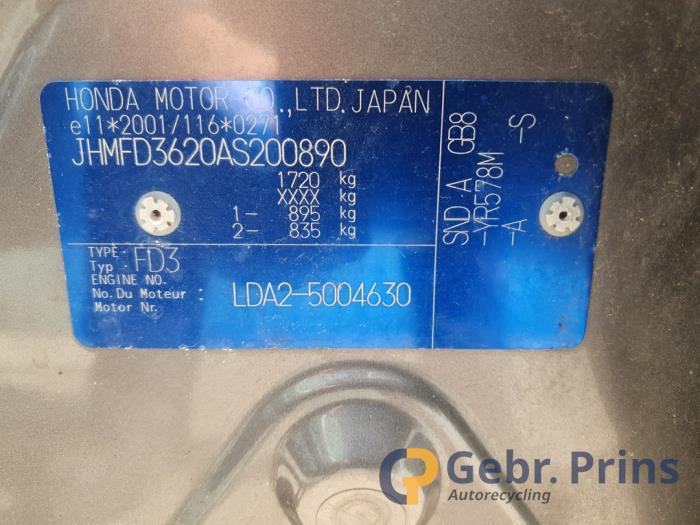 HONDA MOTOR CO.,LTD. JAPAN
e11*2001/116*0271
JHMFD3620AS200890
1720 kg
XXXX kg
1- 895 kg
2- 835 kg
TYPE:
Typ : FD3
ENGINE NO.
No. Du Moteur : LDA2-5004630
Motor Nr.
SND A GB8
-YR578M -S
-A
Gebr. Prins
Autorecycling